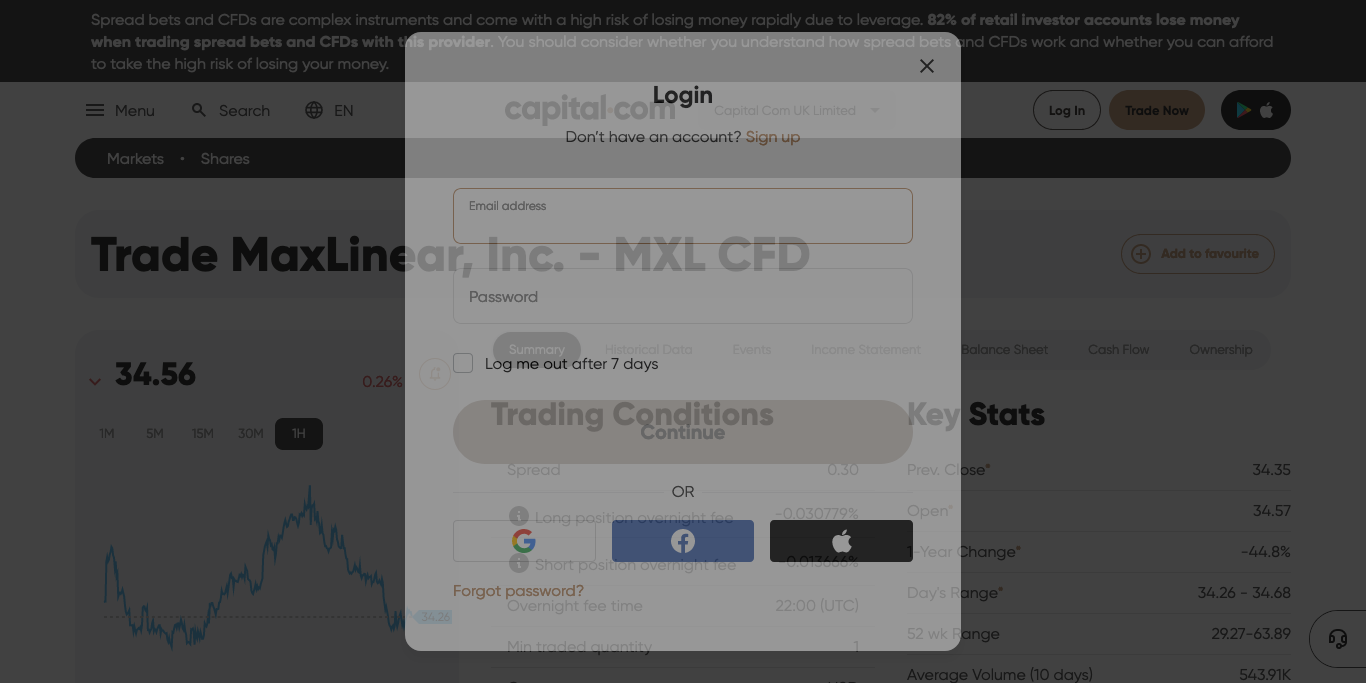 Spread bets and CFDs are complex instruments and come with a high risk of losing money rapidly due to leverage. 82% of retail investor accounts lose money
when trading spread bets and CFDs with this provider. You should consider whether you understand how spread bets and CFDs work and whether you can afford
to take the high risk of losing your money.
Menu
Search
EN
capital.com
Capital Com UK Limited
Log In
Trade Now
Markets • Shares
Login
Don't have an account? Sign up
Email address
Password
Log me out after 7 days
Continue
OR
Forgot password?
Trade MaxLinear, Inc. - MXL CFD
Add to favourite
34.56
0.26%
1M 5M 15M 30M 1H
34.26
Summary
Historical Data
Events
Income Statement
Balance Sheet
Cash Flow
Ownership
Trading Conditions
Spread 0.30
Long position overnight fee -0.030779%
Short position overnight fee 0.013666%
Overnight fee time 22:00 (UTC)
Min traded quantity 1
Key Stats
Prev. Close* 34.35
Open* 34.57
1-Year Change* -44.8%
Day's Range* 34.26 - 34.68
52 wk Range 29.27-63.89
Average Volume (10 days) 543.91K